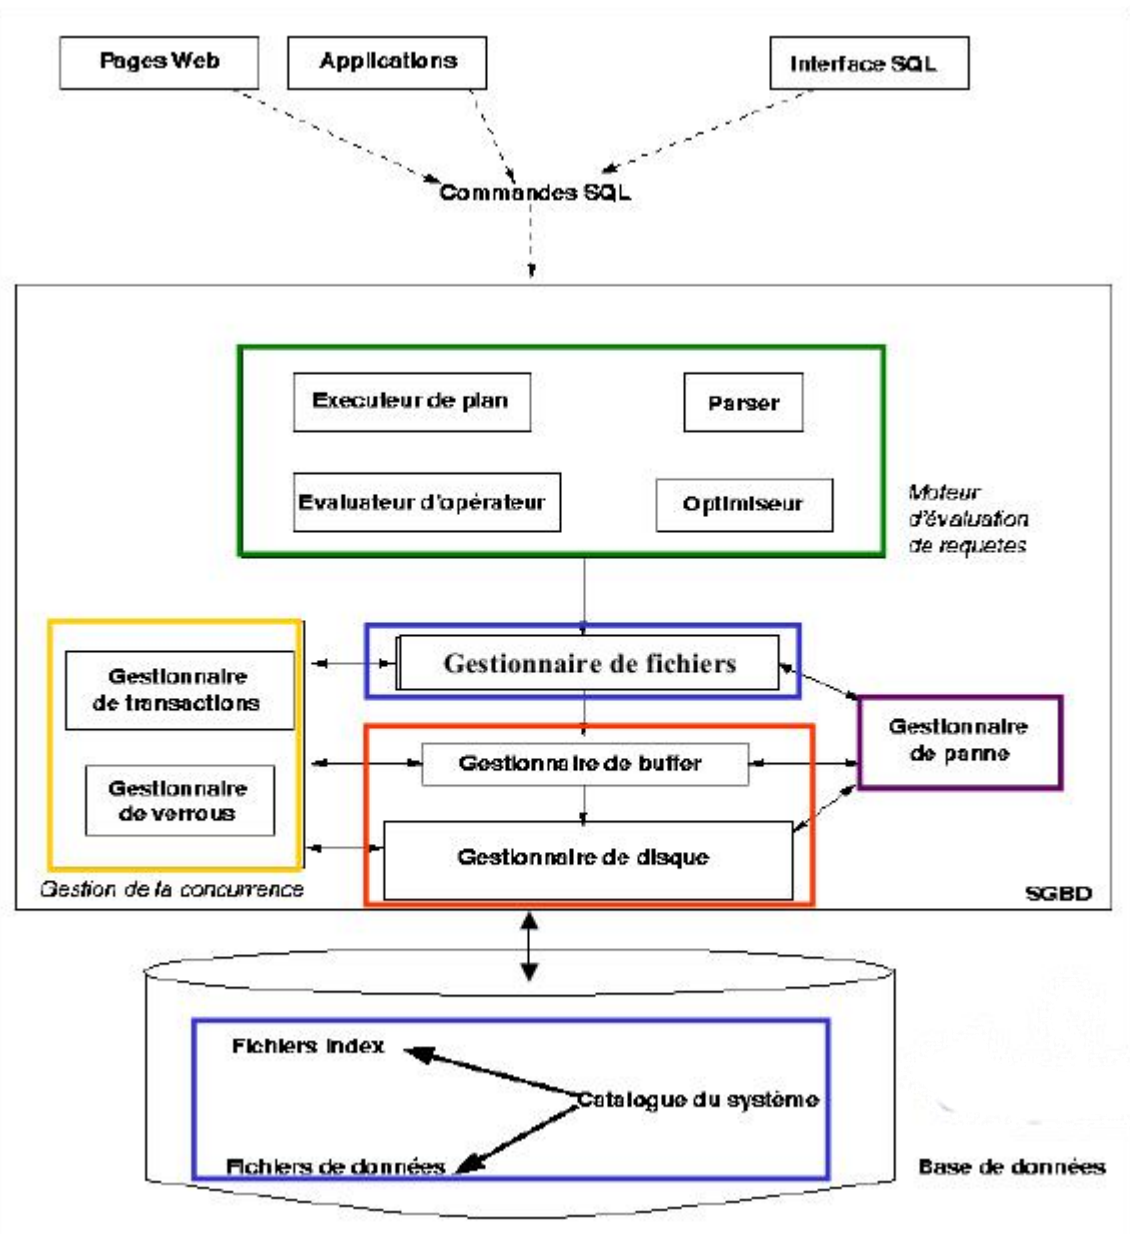 Pages Web
Applications
Interface SQL
Commandes SQL
Executeur de plan
Parser
Evaluateur d'opérateur
Optimiseur
Moteur
d'évaluation
de requetes
Gestionnaire
de transactions
Gestionnaire de fichiers
Gestionnaire
de panne
Gestionnaire de buffer
Gestionnaire
de verrous
Gestionnaire de disque
Gestion de la concurrence
SGBD
Fichiers index
Catalogue du système
Fichiers de données
Base de données